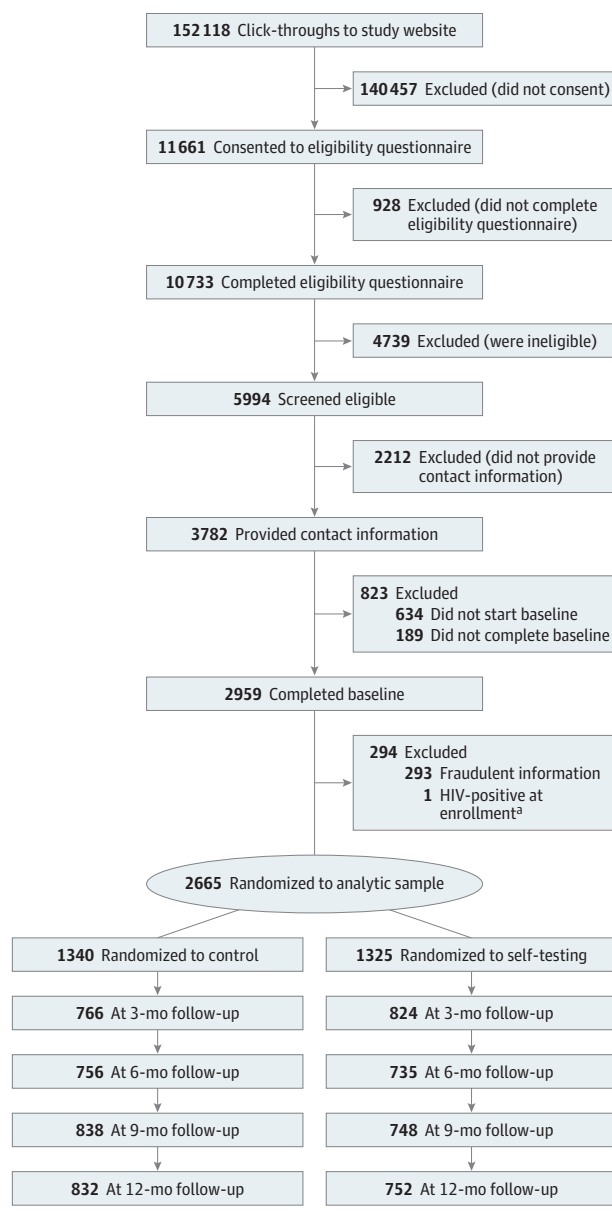 152 118 Click-throughs to study website
140 457 Excluded (did not consent)
11 661 Consented to eligibility questionnaire
928 Excluded (did not complete
eligibility questionnaire)
10 733 Completed eligibility questionnaire
4739 Excluded (were ineligible)
5994 Screened eligible
2212 Excluded (did not provide
contact information)
3782 Provided contact information
823 Excluded
634 Did not start baseline
189 Did not complete baseline
2959 Completed baseline
294 Excluded
293 Fraudulent information
1 HIV-positive at
enrollmentᵃ
2665 Randomized to analytic sample
1340 Randomized to control
766 At 3-mo follow-up
756 At 6-mo follow-up
838 At 9-mo follow-up
832 At 12-mo follow-up
1325 Randomized to self-testing
824 At 3-mo follow-up
735 At 6-mo follow-up
748 At 9-mo follow-up
752 At 12-mo follow-up